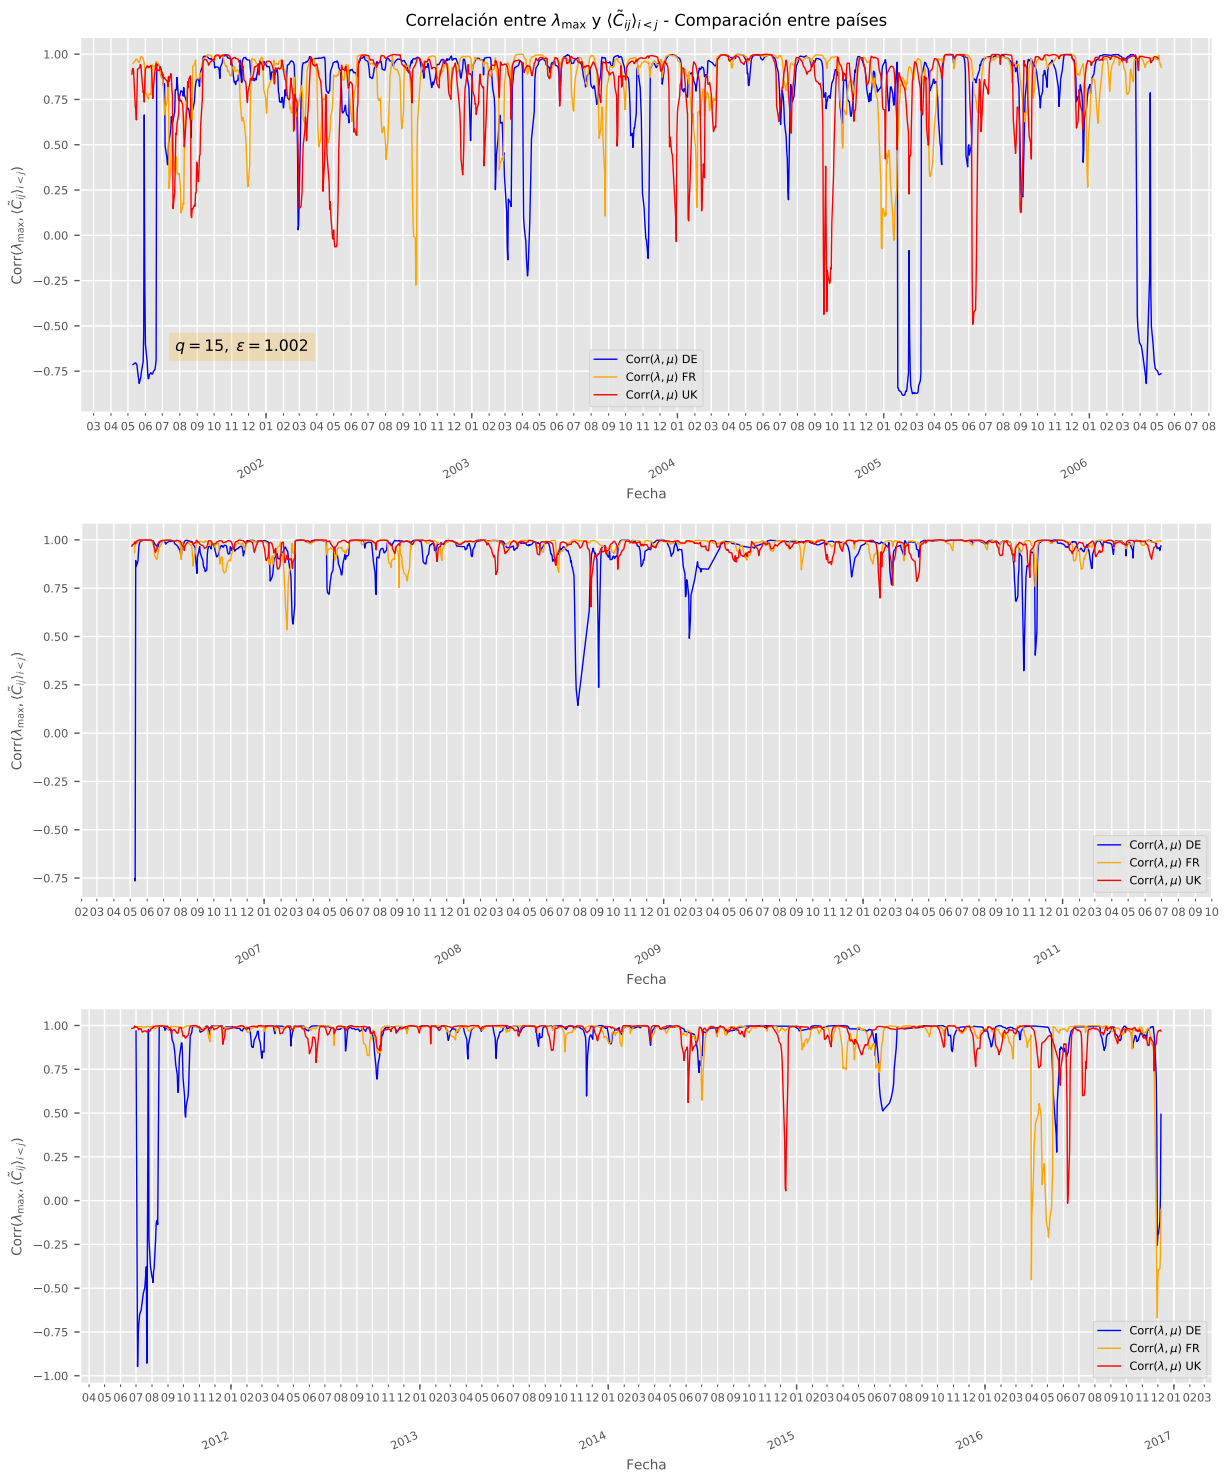 Correlación entre λmax y ⟨C̃ij⟩i<j - Comparación entre países
Corr(λmax, ⟨C̃ij⟩i<j)
1.00
0.75
0.50
0.25
0.00
−0.25
−0.50
−0.75
q = 15, ε = 1.002
Corr(λ, μ) DE
Corr(λ, μ) FR
Corr(λ, μ) UK
03 04 05 06 07 08 09 10 11 12 01 02 03 04 05 06 07 08 09 10 11 12 01 02 03 04 05 06 07 08 09 10 11 12 01 02 03 04 05 06 07 08 09 10 11 12 01 02 03 04 05 06 07 08 09 10 11 12 01 02 03 04 05 06 07 08
2002 2003 2004 2005 2006
Fecha
Corr(λmax, ⟨C̃ij⟩i<j)
1.00
0.75
0.50
0.25
0.00
−0.25
−0.50
−0.75
Corr(λ, μ) DE
Corr(λ, μ) FR
Corr(λ, μ) UK
02 03 04 05 06 07 08 09 10 11 12 01 02 03 04 05 06 07 08 09 10 11 12 01 02 03 04 05 06 07 08 09 10 11 12 01 02 03 04 05 06 07 08 09 10 11 12 01 02 03 04 05 06 07 08 09 10 11 12 01 02 03 04 05 06 07 08 09 10
2007 2008 2009 2010 2011
Fecha
Corr(λmax, ⟨C̃ij⟩i<j)
1.00
0.75
0.50
0.25
0.00
−0.25
−0.50
−0.75
−1.00
Corr(λ, μ) DE
Corr(λ, μ) FR
Corr(λ, μ) UK
04 05 06 07 08 09 10 11 12 01 02 03 04 05 06 07 08 09 10 11 12 01 02 03 04 05 06 07 08 09 10 11 12 01 02 03 04 05 06 07 08 09 10 11 12 01 02 03 04 05 06 07 08 09 10 11 12 01 02 03 04 05 06 07 08 09 10 11 12 01 02 03
2012 2013 2014 2015 2016 2017
Fecha